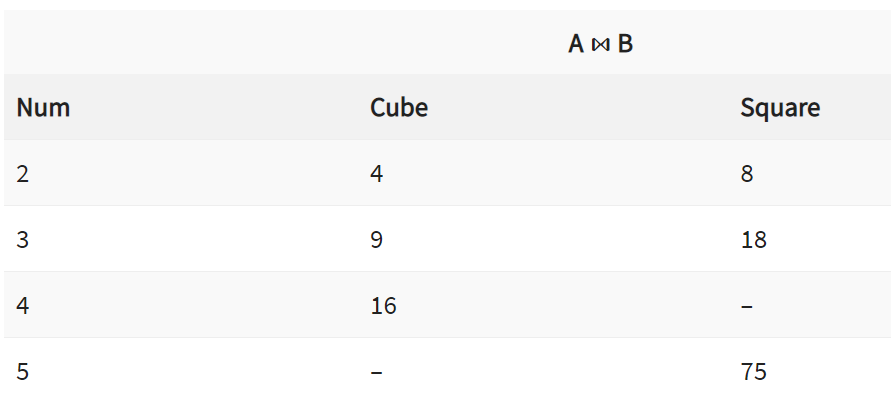 A ⋈ B
Num Cube Square
2 4 8
3 9 18
4 16 –
5 – 75